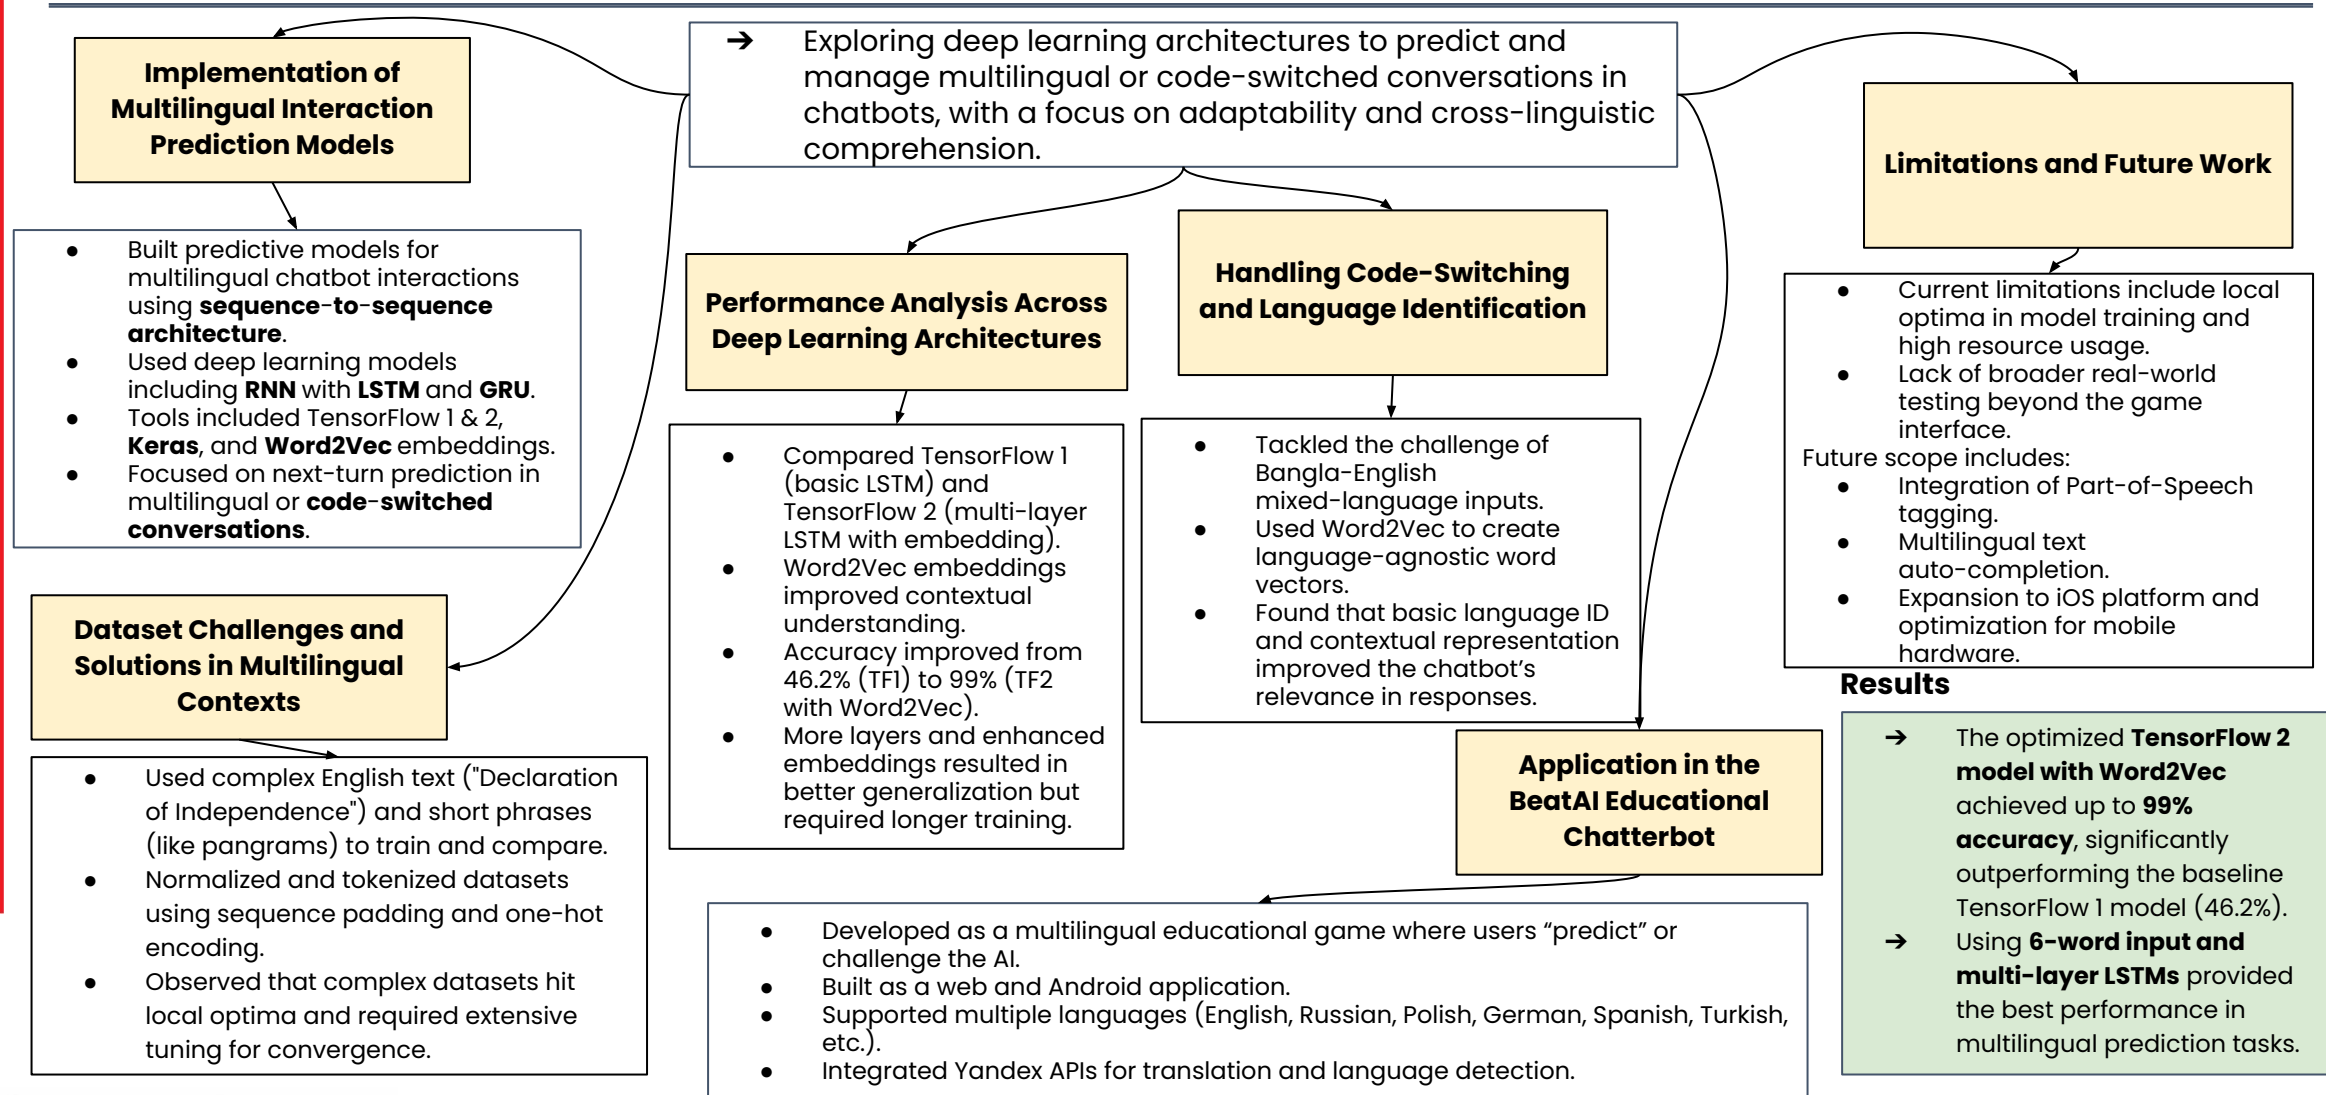 ➔ Exploring deep learning architectures to predict and
manage multilingual or code-switched conversations in
chatbots, with a focus on adaptability and cross-linguistic
comprehension.
Implementation of
Multilingual Interaction
Prediction Models
● Built predictive models for
multilingual chatbot interactions
using sequence-to-sequence
architecture.
● Used deep learning models
including RNN with LSTM and GRU.
● Tools included TensorFlow 1 & 2,
Keras, and Word2Vec embeddings.
● Focused on next-turn prediction in
multilingual or code-switched
conversations.
Dataset Challenges and
Solutions in Multilingual
Contexts
● Used complex English text ("Declaration
of Independence") and short phrases
(like pangrams) to train and compare.
● Normalized and tokenized datasets
using sequence padding and one-hot
encoding.
● Observed that complex datasets hit
local optima and required extensive
tuning for convergence.
Performance Analysis Across
Deep Learning Architectures
● Compared TensorFlow 1
(basic LSTM) and
TensorFlow 2 (multi-layer
LSTM with embedding).
● Word2Vec embeddings
improved contextual
understanding.
● Accuracy improved from
46.2% (TF1) to 99% (TF2
with Word2Vec).
● More layers and enhanced
embeddings resulted in
better generalization but
required longer training.
Handling Code-Switching
and Language Identification
● Tackled the challenge of
Bangla-English
mixed-language inputs.
● Used Word2Vec to create
language-agnostic word
vectors.
● Found that basic language ID
and contextual representation
improved the chatbot’s
relevance in responses.
Application in the
BeatAI Educational
Chatterbot
● Developed as a multilingual educational game where users “predict” or
challenge the AI.
● Built as a web and Android application.
● Supported multiple languages (English, Russian, Polish, German, Spanish, Turkish,
etc.).
● Integrated Yandex APIs for translation and language detection.
Limitations and Future Work
● Current limitations include local
optima in model training and
high resource usage.
● Lack of broader real-world
testing beyond the game
interface.
Future scope includes:
● Integration of Part-of-Speech
tagging.
● Multilingual text
auto-completion.
● Expansion to iOS platform and
optimization for mobile
hardware.
Results
➔ The optimized TensorFlow 2
model with Word2Vec
achieved up to 99%
accuracy, significantly
outperforming the baseline
TensorFlow 1 model (46.2%).
➔ Using 6-word input and
multi-layer LSTMs provided
the best performance in
multilingual prediction tasks.